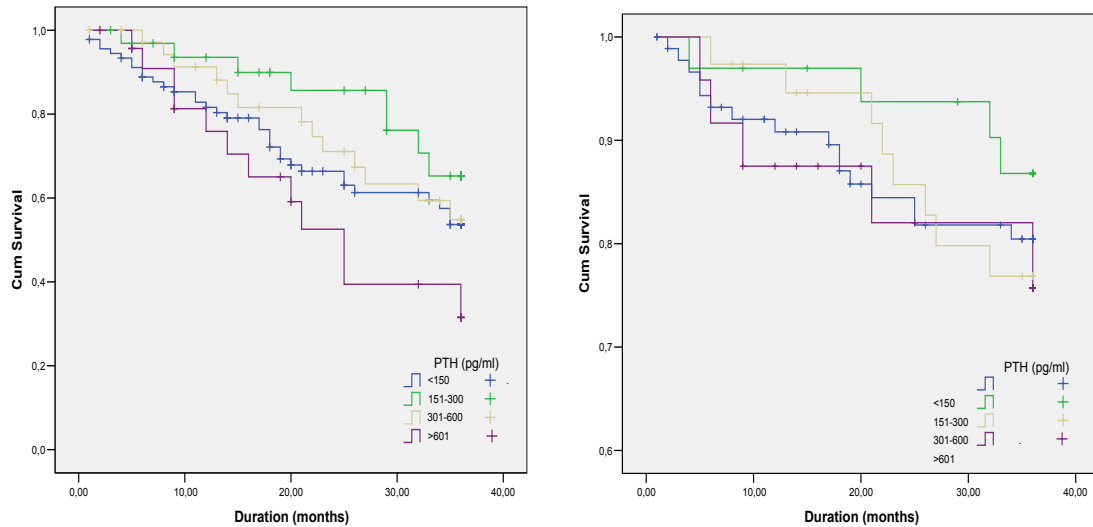 1,0
0,8
0,6
0,4
0,2
0,0
Cum Survival
PTH (pg/ml)
<150
151-300
301-600
>601
0,00 10,00 20,00 30,00 40,00
Duration (months)
1,0
0,9
0,8
0,7
0,6
Cum Survival
PTH (pg/ml)
<150
151-300
301-600
>601
0,00 10,00 20,00 30,00 40,00
Duration (months)